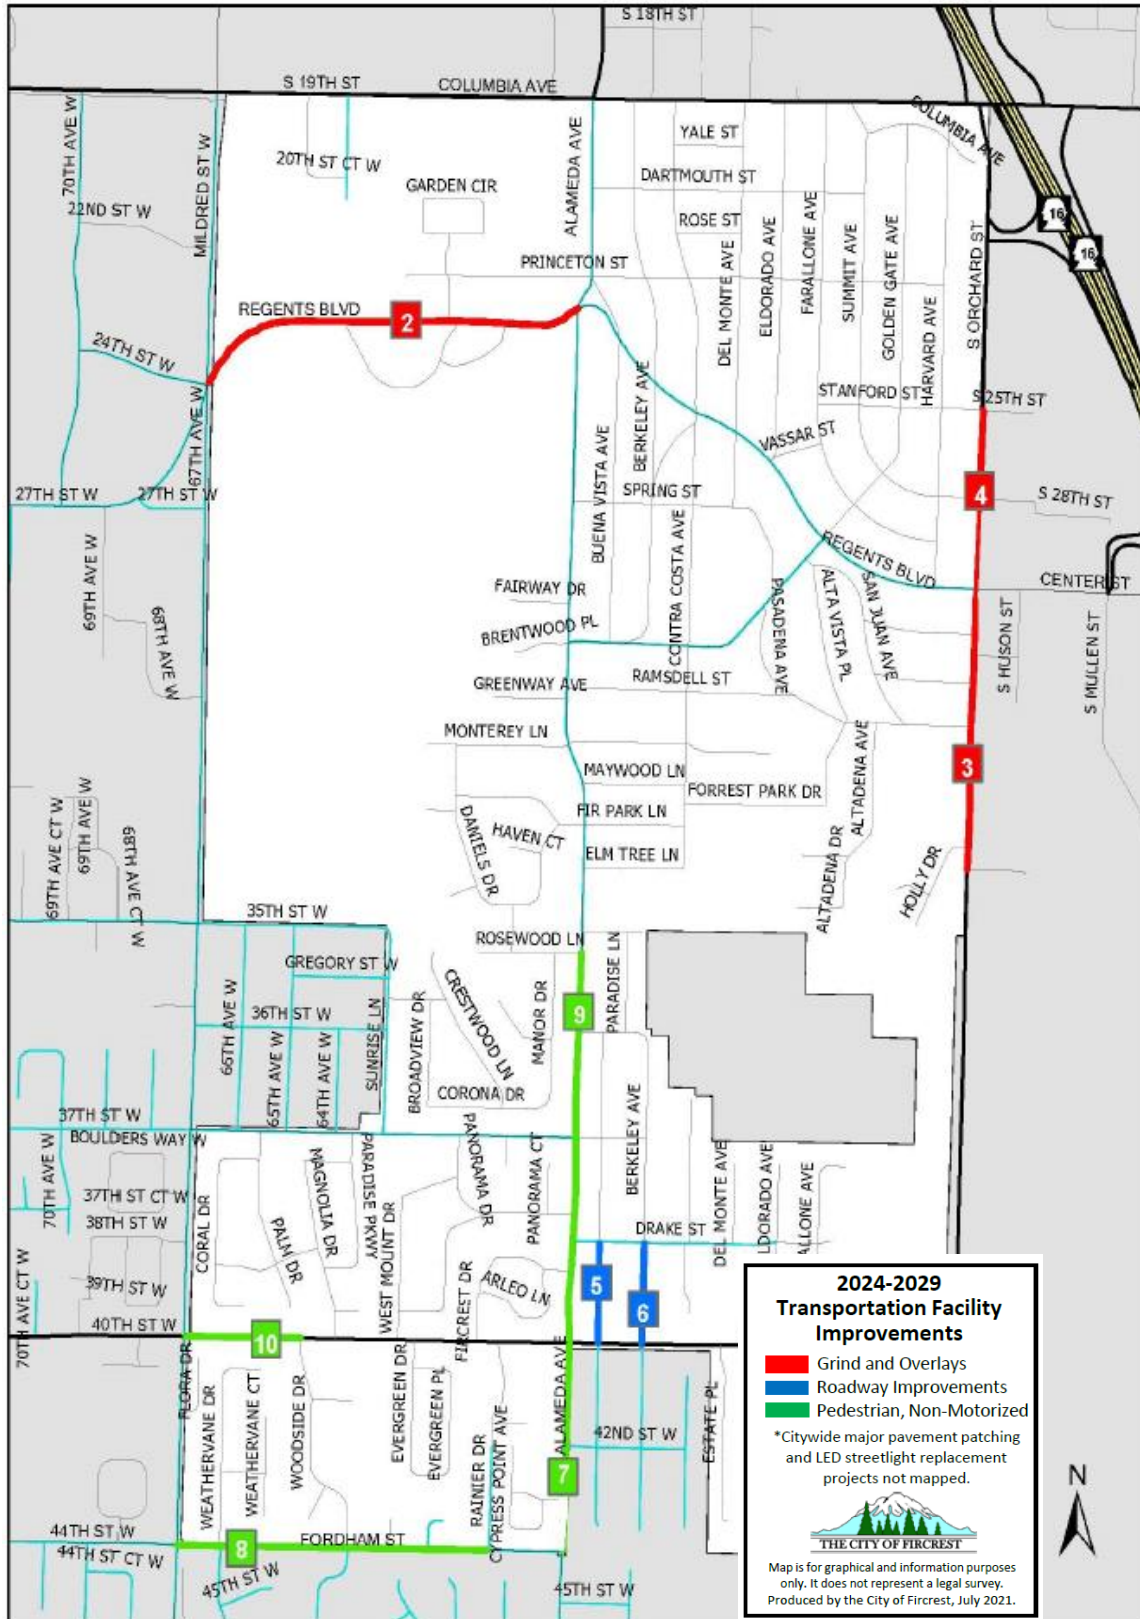 S 18TH ST
S 19TH ST
COLUMBIA AVE
COLUMBIA AVE
70TH AVE W
MILDRED ST W
20TH ST CT W
ALAMEDA AVE
YALE ST
DARTMOUTH ST
GARDEN CIR
22ND ST W
ROSE ST
16
16
PRINCETON ST
DEL MONTE AVE
ELDORADO AVE
FARALLONE AVE
SUMMIT AVE
GOLDEN GATE AVE
HARVARD AVE
S ORCHARD ST
REGENTS BLVD
2
24TH ST W
67TH AVE W
BERKELEY AVE
STANFORD ST
S 25TH ST
VASSAR ST
BUENA VISTA AVE
27TH ST W
27TH ST W
SPRING ST
4
S 28TH ST
69TH AVE W
68TH AVE W
CONTRA COSTA AVE
REGENTS BLVD
CENTER ST
FAIRWAY DR
BRENTWOOD PL
PASADENA AVE
ALTA VISTA PL
SAN JUAN AVE
S HUSON ST
S MULLEN ST
GREENWAY AVE
RAMSDELL ST
MONTEREY LN
MAYWOOD LN
FORREST PARK DR
ALTADENA AVE
3
FIR PARK LN
DANIELS DR
HAVEN CT
ELM TREE LN
69TH AVE CT W
69TH AVE W
68TH AVE CT W
ALTADENA DR
HOLLY DR
35TH ST W
ROSEWOOD LN
GREGORY ST W
PARADISE LN
66TH AVE W
36TH ST W
65TH AVE W
64TH AVE W
SUNRISE LN
BROADVIEW DR
CRESTWOOD LN
MANOR DR
9
CORONA DR
37TH ST W
BOULDERS WAY W
70TH AVE W
PANORAMA DR
PANORAMA CT
BERKELEY AVE
37TH ST CT W
38TH ST W
CORAL DR
MAGNOLIA DR
PALM DR
PARADISE PKWY
WEST MOUNT DR
DRAKE ST
DEL MONTE AVE
LDORADO AVE
ALLONE AVE
39TH ST W
FIRCREST DR
ARLEO LN
5
6
70TH AVE CT W
40TH ST W
10
FLORA DR
WEATHERVANE DR
WEATHERVANE CT
WOODSIDE DR
EVERGREEN DR
EVERGREEN PL
RAINIER DR
CYPRESS POINT AVE
ALAMEDA AVE
42ND ST W
ESTATE PL
7
44TH ST W
44TH ST CT W
8
FORDHAM ST
45TH ST W
45TH ST W
2024-2029
Transportation Facility
Improvements
Grind and Overlays
Roadway Improvements
Pedestrian, Non-Motorized
*Citywide major pavement patching
and LED streetlight replacement
projects not mapped.
THE CITY OF FIRCREST
Map is for graphical and information purposes
only. It does not represent a legal survey.
Produced by the City of Fircrest, July 2021.
N